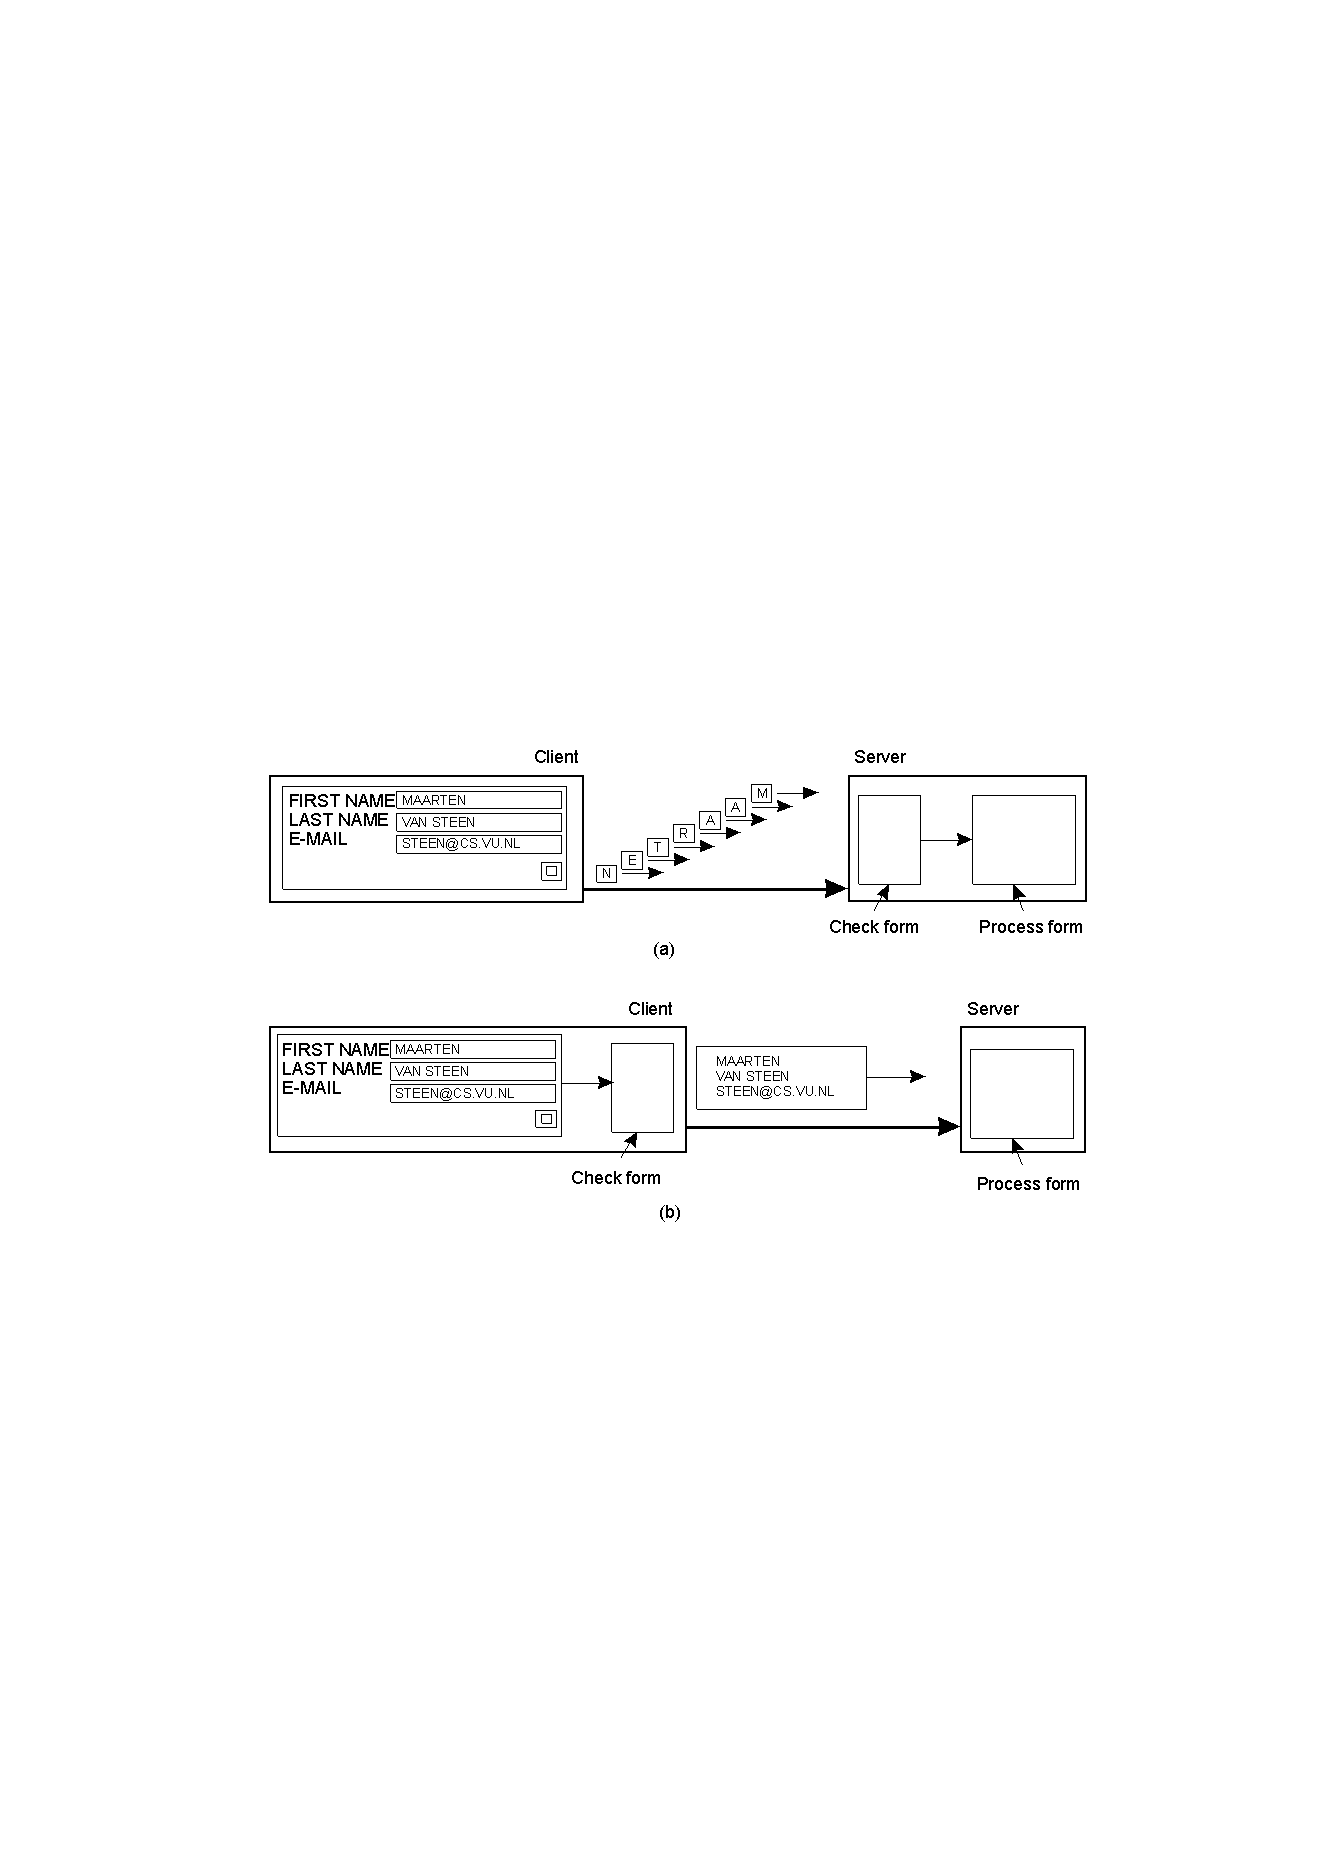 Client Server
FIRST NAME MAARTEN
LAST NAME VAN STEEN
E-MAIL STEEN@CS.VU.NL
N E T R A A M
Check form Process form
(a)
Client Server
FIRST NAME MAARTEN
LAST NAME VAN STEEN
E-MAIL STEEN@CS.VU.NL
MAARTEN
VAN STEEN
STEEN@CS.VU.NL
Check form Process form
(b)